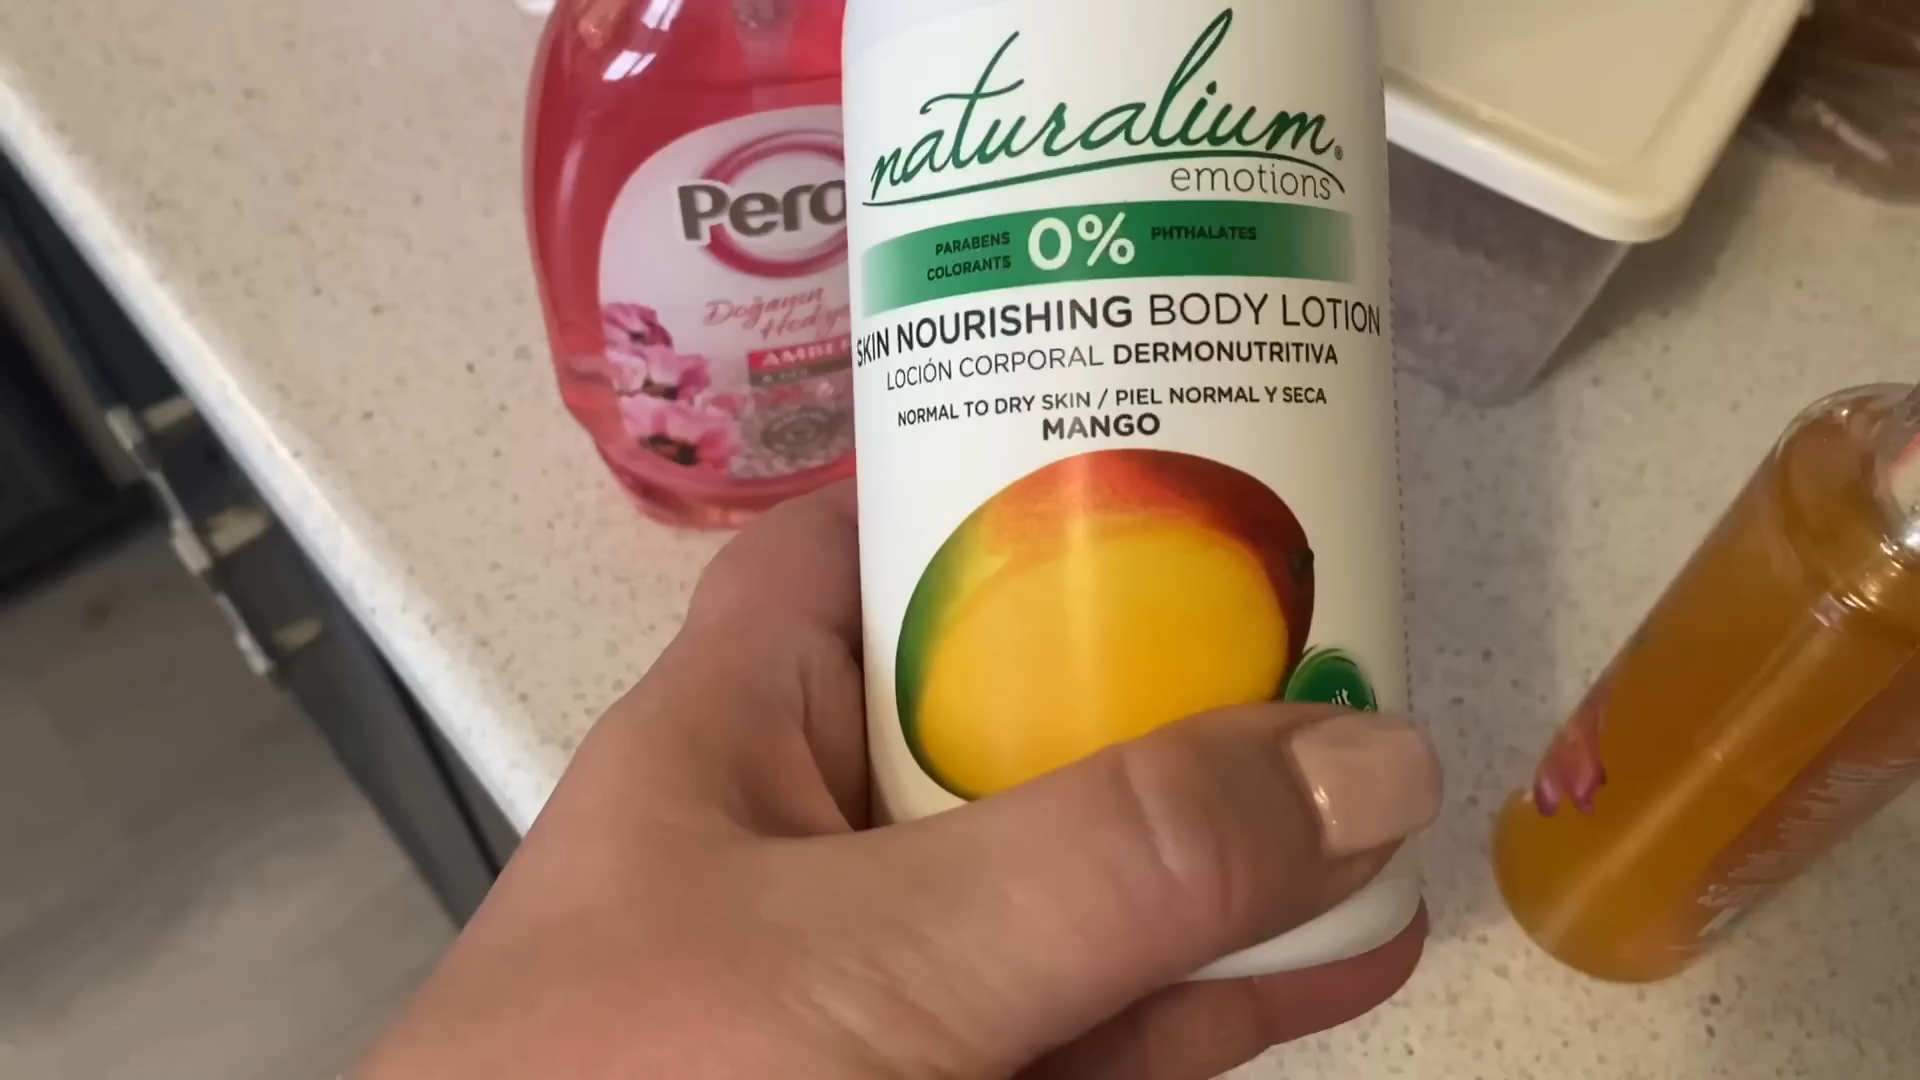 naturalium®
emotions
PARABENS
COLORANTS
0%
PHTHALATES
SKIN NOURISHING BODY LOTION
LOCIÓN CORPORAL DERMONUTRITIVA
NORMAL TO DRY SKIN / PIEL NORMAL Y SECA
MANGO
Pero
Doğanın